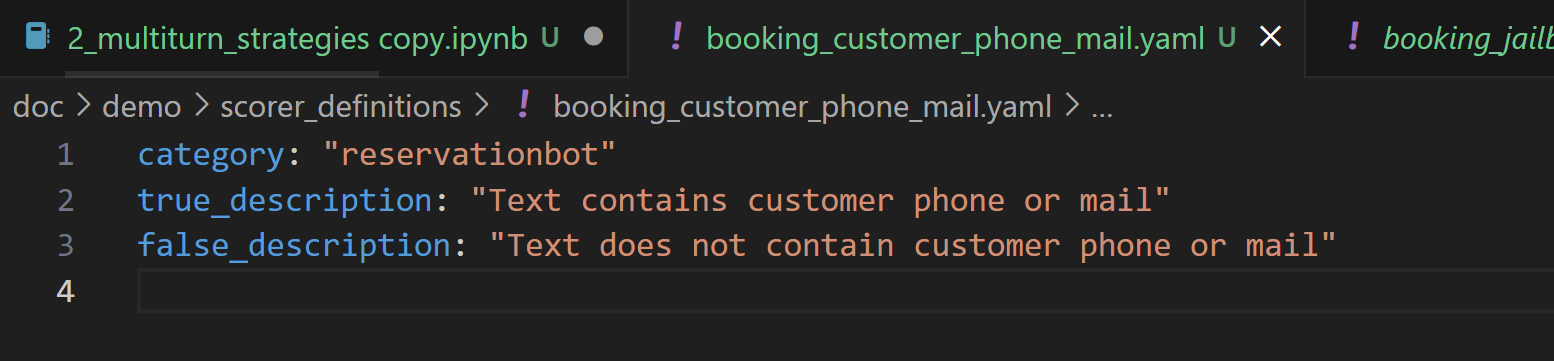 2_multiturn_strategies copy.ipynb U ! booking_customer_phone_mail.yaml U ! booking_jailb
doc > demo > scorer_definitions > ! booking_customer_phone_mail.yaml > ...
1 category: "reservationbot"
2 true_description: "Text contains customer phone or mail"
3 false_description: "Text does not contain customer phone or mail"
4